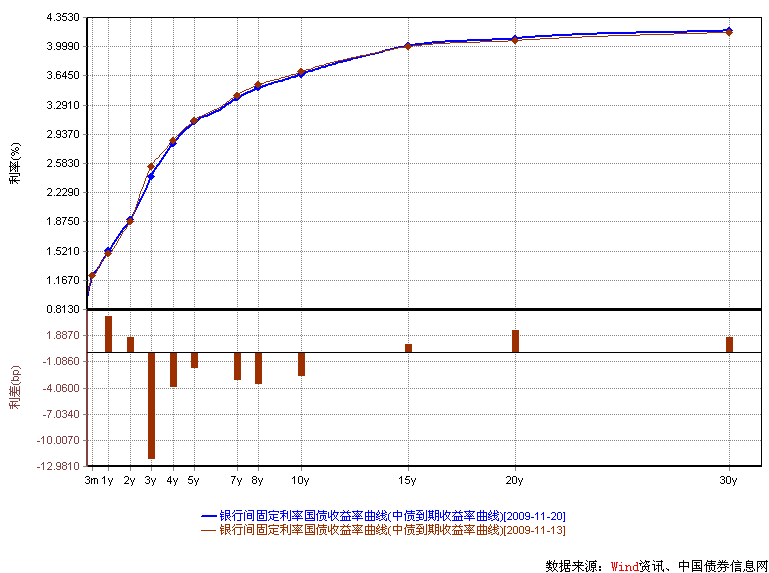 4.3530
3.9990
3.6450
3.2910
2.9370
2.5830
2.2290
1.8750
1.5210
1.1670
0.8130
利率(%)
1.8870
-1.0860
-4.0600
-7.0340
-10.0070
-12.9810
利差(bp)
3m 1y 2y 3y 4y 5y 7y 8y 10y 15y 20y 30y
银行间固定利率国债收益率曲线(中债到期收益率曲线)[2009-11-20]
银行间固定利率国债收益率曲线(中债到期收益率曲线)[2009-11-13]
数据来源：Wind资讯、中国债券信息网